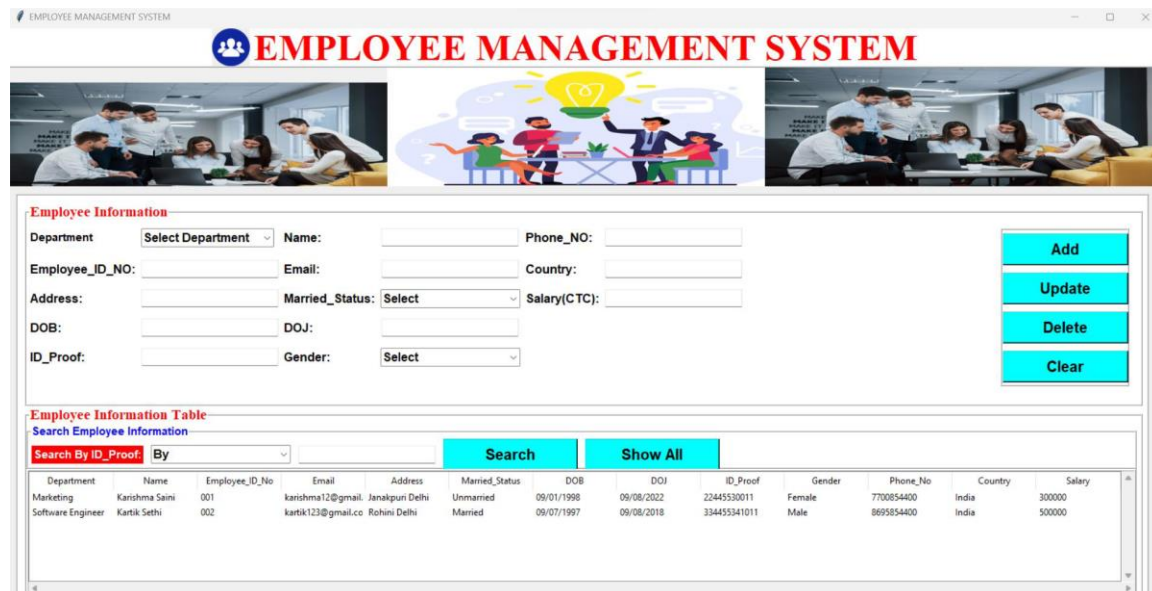 EMPLOYEE MANAGEMENT SYSTEM
EMPLOYEE MANAGEMENT SYSTEM
Employee Information
Department Select Department Name: Phone_NO:
Add
Employee_ID_NO: Email: Country:
Update
Address: Married_Status: Select Salary(CTC):
DOB: DOJ:
Delete
ID_Proof: Gender: Select
Clear
Employee Information Table
Search Employee Information
Search By ID_Proof: By Search Show All
Department Name Employee_ID_No Email Address Married_Status DOB DOJ ID_Proof Gender Phone_No Country Salary
Marketing Karishma Saini 001 karishma12@gmail. Janakpuri Delhi Unmarried 09/01/1998 09/08/2022 22445530011 Female 7700854400 India 300000
Software Engineer Kartik Sethi 002 kartik123@gmail.co Rohini Delhi Married 09/07/1997 09/08/2018 334455341011 Male 8695854400 India 500000